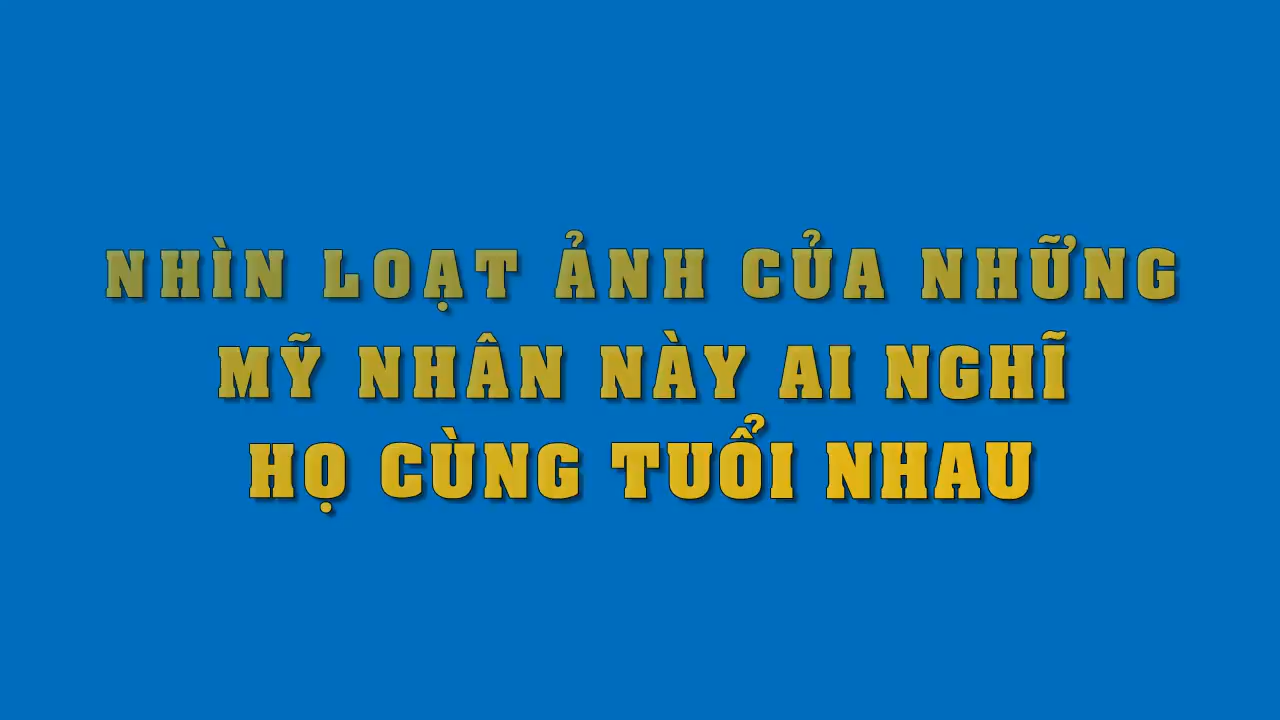 NHÌN LOẠT ẢNH CỦA NHỮNG
MỸ NHÂN NÀY AI NGHĨ
HỌ CÙNG TUỔI NHAU